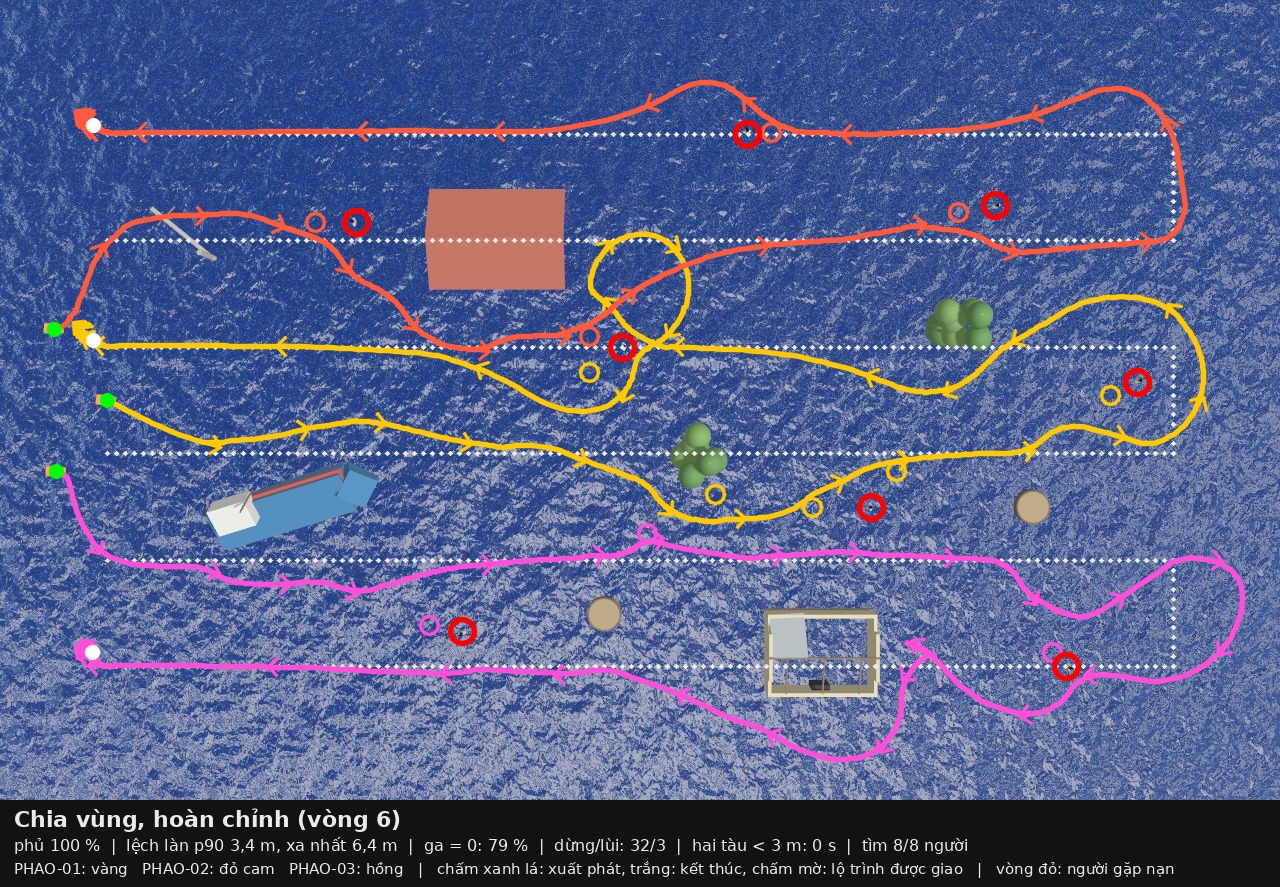 Chia vùng, hoàn chỉnh (vòng 6)
phủ 100 % | lệch làn p90 3,4 m, xa nhất 6,4 m | ga = 0: 79 % | dừng/lùi: 32/3 | hai tàu < 3 m: 0 s | tìm 8/8 người
PHAO-01: vàng PHAO-02: đỏ cam PHAO-03: hồng | chấm xanh lá: xuất phát, trắng: kết thúc, chấm mờ: lộ trình được giao | vòng đỏ: người gặp nạn